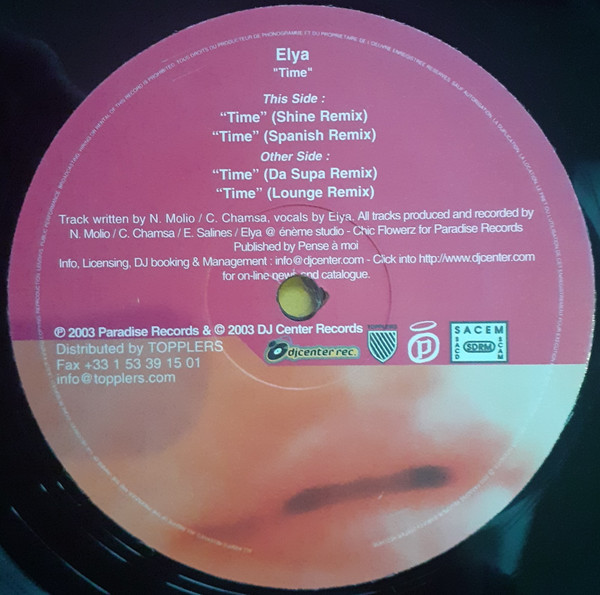 Elya
"Time"
This Side :
“Time” (Shine Remix)
“Time” (Spanish Remix)
Other Side :
“Time” (Da Supa Remix)
“Time” (Lounge Remix)
Track written by N. Molio / C. Chamsa, vocals by Elya, All tracks produced and recorded by
N. Molio / C. Chamsa / E. Salines / Elya @ énème studio - Chic Flowerz for Paradise Records
Published by Pense à moi
Info, Licensing, DJ booking & Management : info@djcenter.com - Click into http://www.djcenter.com
for on-line news and catalogue.
℗ 2003 Paradise Records & © 2003 DJ Center Records
Distributed by TOPPLERS
Fax +33 1 53 39 15 01
info@topplers.com
djcenter rec.
P
SACEM
SACD
SDRM
SCAM